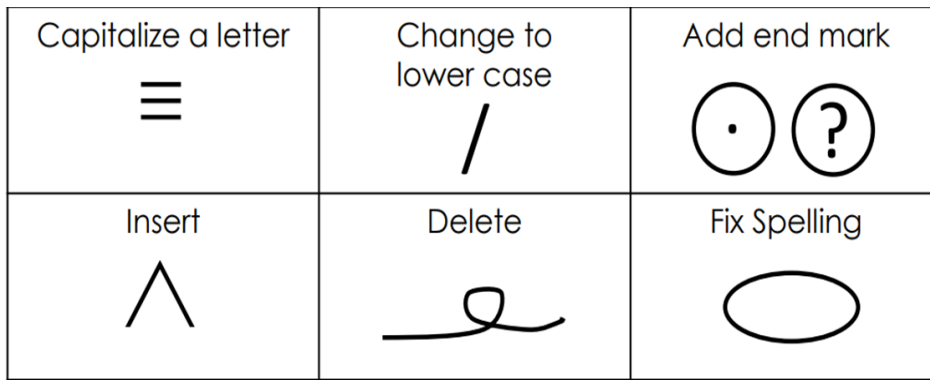 Capitalize a letter
Change to
lower case
Add end mark
. ?
Insert
Delete
Fix Spelling